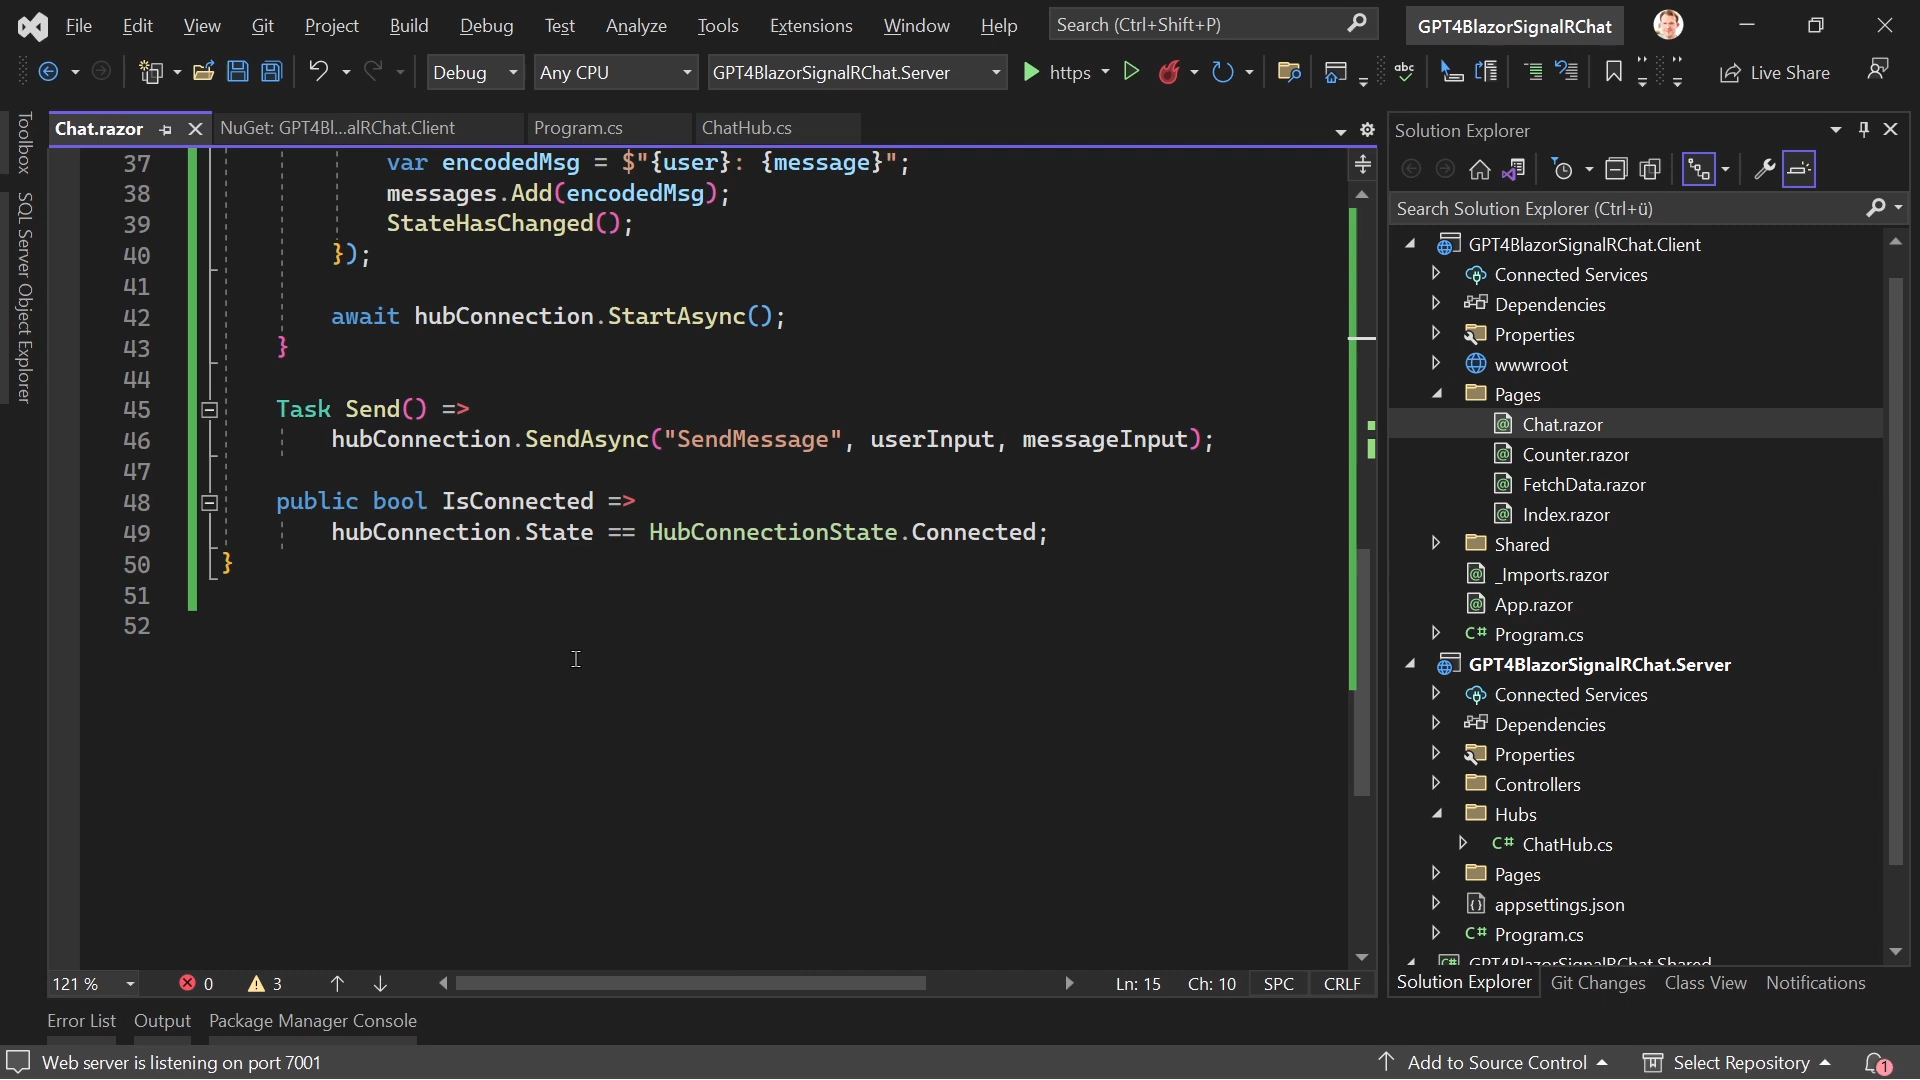 File Edit View Git Project Build Debug Test Analyze Tools Extensions Window Help Search (Ctrl+Shift+P) GPT4BlazorSignalRChat
Debug Any CPU GPT4BlazorSignalRChat.Server https Live Share
Toolbox
SQL Server Object Explorer
Chat.razor NuGet: GPT4Bl...alRChat.Client Program.cs ChatHub.cs
37 var encodedMsg = $"{user}: {message}";
38 messages.Add(encodedMsg);
39 StateHasChanged();
40 });
41
42 await hubConnection.StartAsync();
43 }
44
45 Task Send() =>
46 hubConnection.SendAsync("SendMessage", userInput, messageInput);
47
48 public bool IsConnected =>
49 hubConnection.State == HubConnectionState.Connected;
50 }
51
52
121 % 0 3 Ln: 15 Ch: 10 SPC CRLF
Solution Explorer
Search Solution Explorer (Ctrl+ü)
GPT4BlazorSignalRChat.Client
Connected Services
Dependencies
Properties
wwwroot
Pages
Chat.razor
Counter.razor
FetchData.razor
Index.razor
Shared
_Imports.razor
App.razor
C# Program.cs
GPT4BlazorSignalRChat.Server
Connected Services
Dependencies
Properties
Controllers
Hubs
C# ChatHub.cs
Pages
appsettings.json
C# Program.cs
C# GPT4BlazorSignalRChat.Shared
Solution Explorer Git Changes Class View Notifications
Error List Output Package Manager Console
Web server is listening on port 7001 Add to Source Control Select Repository 1